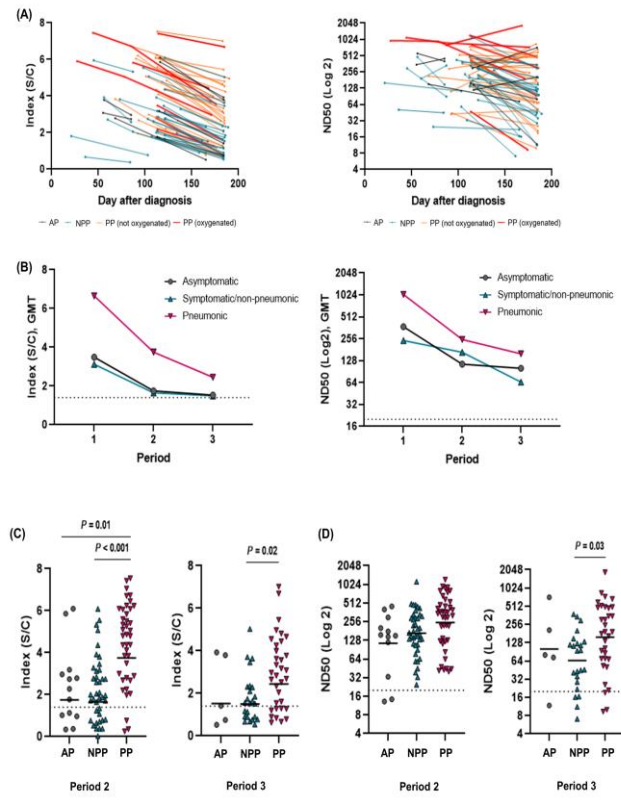 (A)
Index (S/C)
8
6
4
2
0
0 50 100 150 200
Day after diagnosis
AP NPP PP (not oxygenated) PP (oxygenated)
ND50 (Log 2)
2048
1024
512
256
128
64
32
16
8
4
0 50 100 150 200
Day after diagnosis
AP NPP PP (not oxygenated) PP (oxygenated)
(B)
Index (S/C), GMT
8
6
4
2
0
1 2 3
Period
Asymptomatic
Symptomatic/non-pneumonic
Pneumonic
ND50 (Log2), GMT
2048
1024
512
256
128
64
32
16
1 2 3
Period
Asymptomatic
Symptomatic/non-pneumonic
Pneumonic
(C)
P = 0.01
P < 0.001
Index (S/C)
8
6
4
2
0
AP NPP PP
Period 2
P = 0.02
Index (S/C)
8
6
4
2
0
AP NPP PP
Period 3
(D)
ND50 (Log 2)
2048
1024
512
256
128
64
32
16
8
4
AP NPP PP
Period 2
P = 0.03
ND50 (Log 2)
2048
1024
512
256
128
64
32
16
8
4
AP NPP PP
Period 3